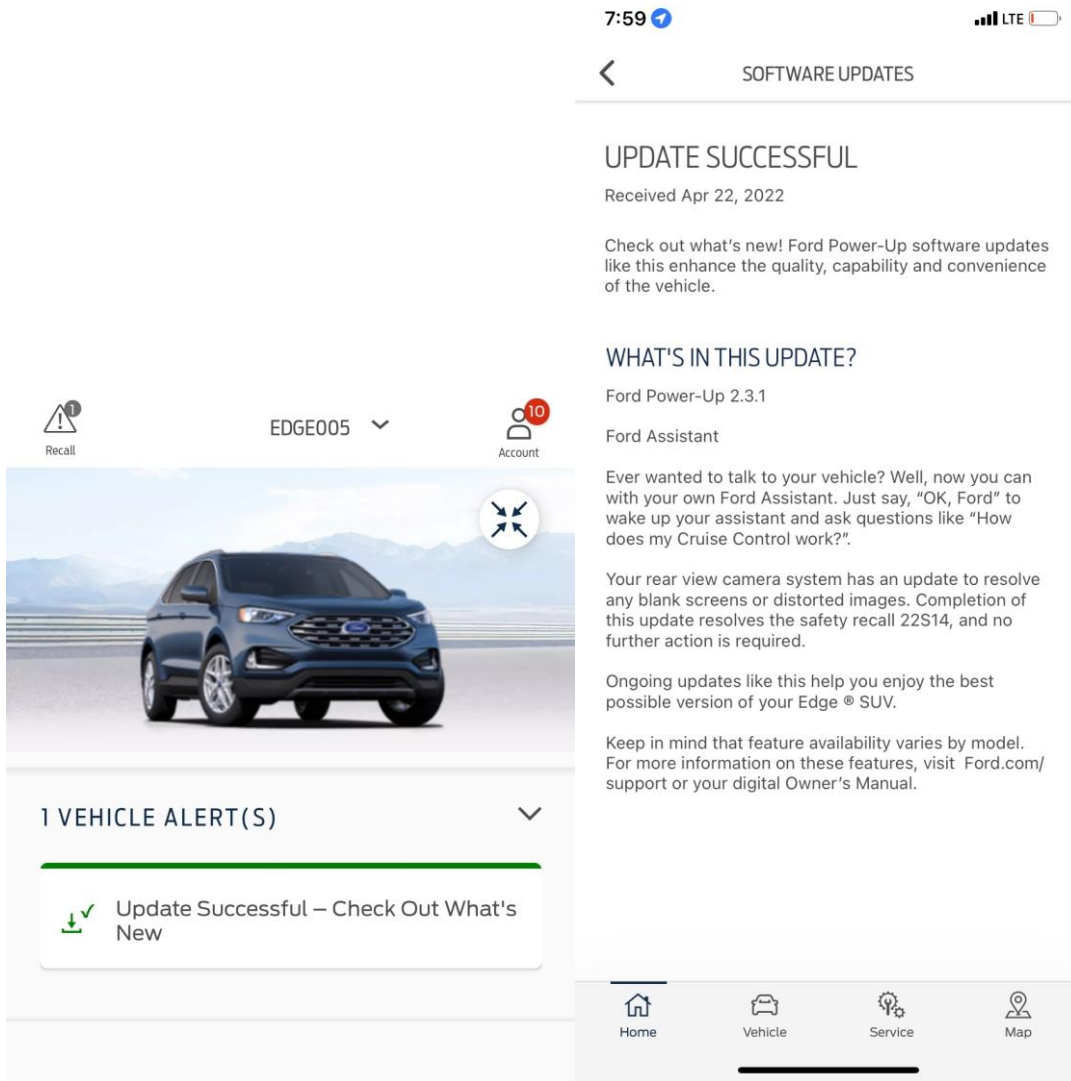 1
Recall
EDGE005
10
Account
Ford
1 VEHICLE ALERT(S)
Update Successful – Check Out What's
New
7:59
LTE
SOFTWARE UPDATES
UPDATE SUCCESSFUL
Received Apr 22, 2022
Check out what's new! Ford Power-Up software updates
like this enhance the quality, capability and convenience
of the vehicle.
WHAT'S IN THIS UPDATE?
Ford Power-Up 2.3.1
Ford Assistant
Ever wanted to talk to your vehicle? Well, now you can
with your own Ford Assistant. Just say, “OK, Ford” to
wake up your assistant and ask questions like “How
does my Cruise Control work?”.
Your rear view camera system has an update to resolve
any blank screens or distorted images. Completion of
this update resolves the safety recall 22S14, and no
further action is required.
Ongoing updates like this help you enjoy the best
possible version of your Edge ® SUV.
Keep in mind that feature availability varies by model.
For more information on these features, visit Ford.com/
support or your digital Owner's Manual.
Home
Vehicle
Service
Map